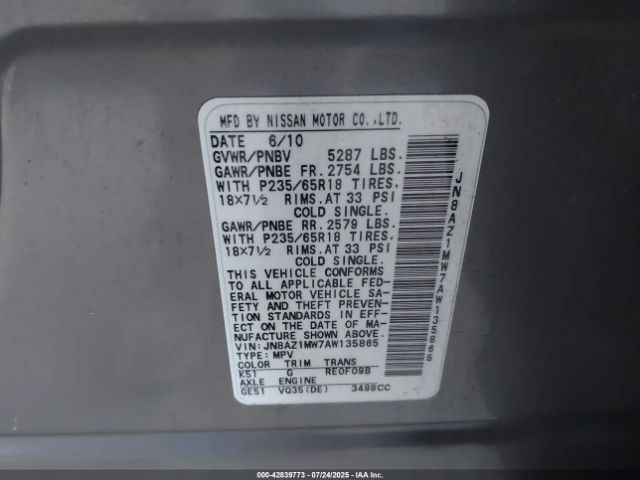 MFD BY NISSAN MOTOR CO.,LTD.
DATE 6/10
GVWR/PNBV 5287 LBS.
GAWR/PNBE FR. 2754 LBS.
WITH P235/65R18 TIRES.
18×7½ RIMS. AT 33 PSI
COLD SINGLE.
GAWR/PNBE RR. 2579 LBS.
WITH P235/65R18 TIRES.
18×7½ RIMS. AT 33 PSI
COLD SINGLE.
THIS VEHICLE CONFORMS
TO ALL APPLICABLE FED-
ERAL MOTOR VEHICLE SA-
FETY AND THEFT PREVEN-
TION STANDARDS IN EFF-
ECT ON THE DATE OF MA-
NUFACTURE SHOWN ABOVE.
VIN:JN8AZ1MW7AW135865
TYPE:MPV
COLOR TRIM TRANS
K51 G RE0F09B
AXLE ENGINE
GE51 VQ35(DE) 3498CC
JN8AZ1MW7AW135865
000-42839773 — 07/24/2025 — IAA Inc.